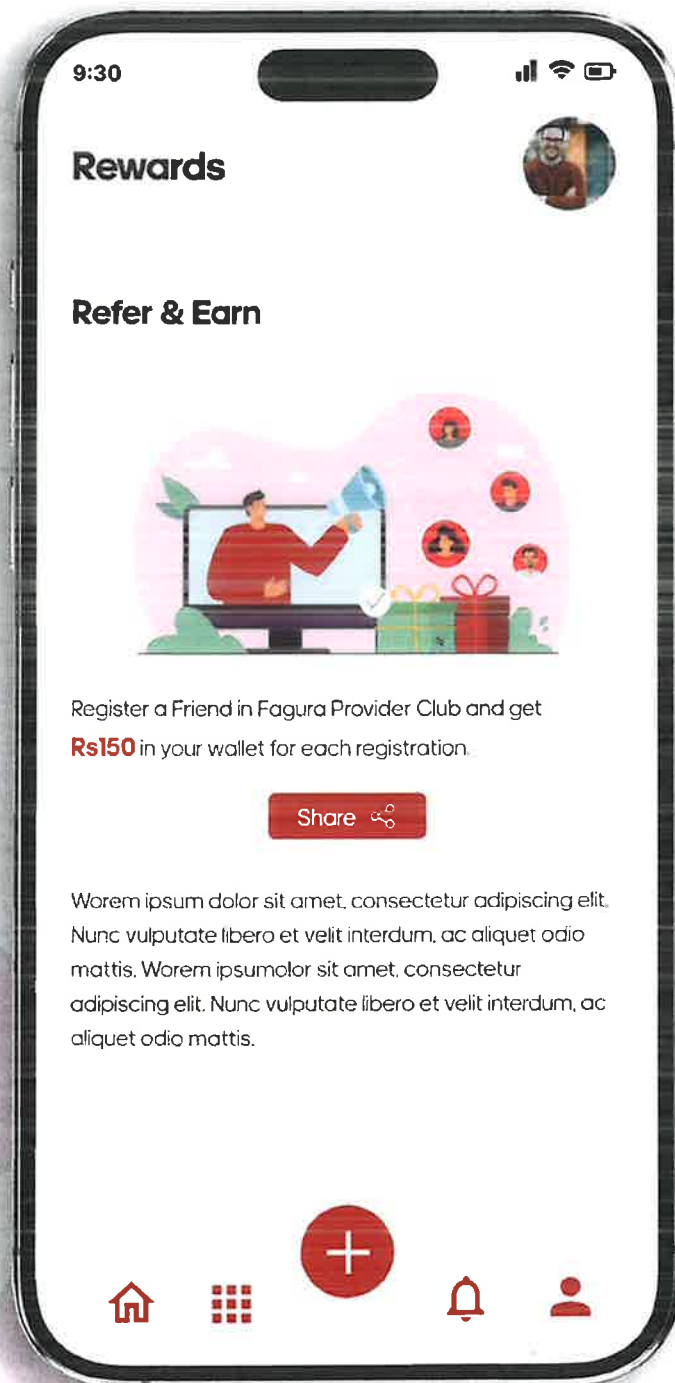 9:30
Rewards
Refer & Earn
Register a Friend in Fagura Provider Club and get
Rs150 in your wallet for each registration.
Share
Worem ipsum dolor sit amet, consectetur adipiscing elit.
Nunc vulputate libero et velit interdum, ac aliquet odio
mattis. Worem ipsumolor sit amet, consectetur
adipiscing elit. Nunc vulputate libero et velit interdum, ac
aliquet odio mattis.